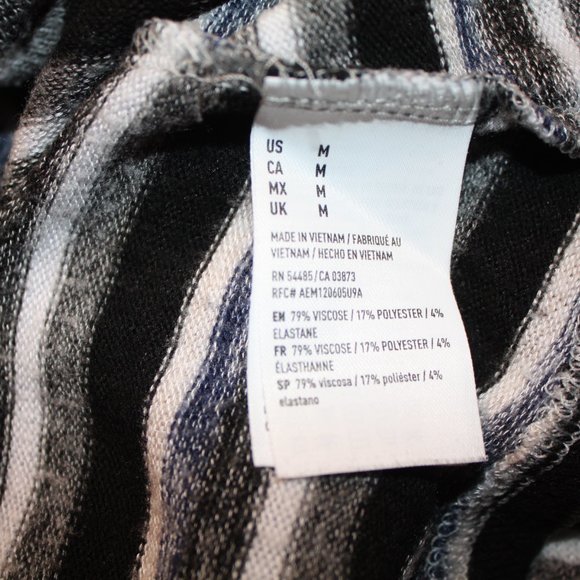 US M
CA M
MX M
UK M
MADE IN VIETNAM / FABRIQUÉ AU
VIETNAM / HECHO EN VIETNAM
RN 54485 / CA 03873
RFC# AEM120605U9A
EN 79% VISCOSE / 17% POLYESTER / 4%
ELASTANE
FR 79% VISCOSE / 17% POLYESTER / 4%
ÉLASTHANNE
SP 79% viscosa / 17% poliéster / 4%
elastano